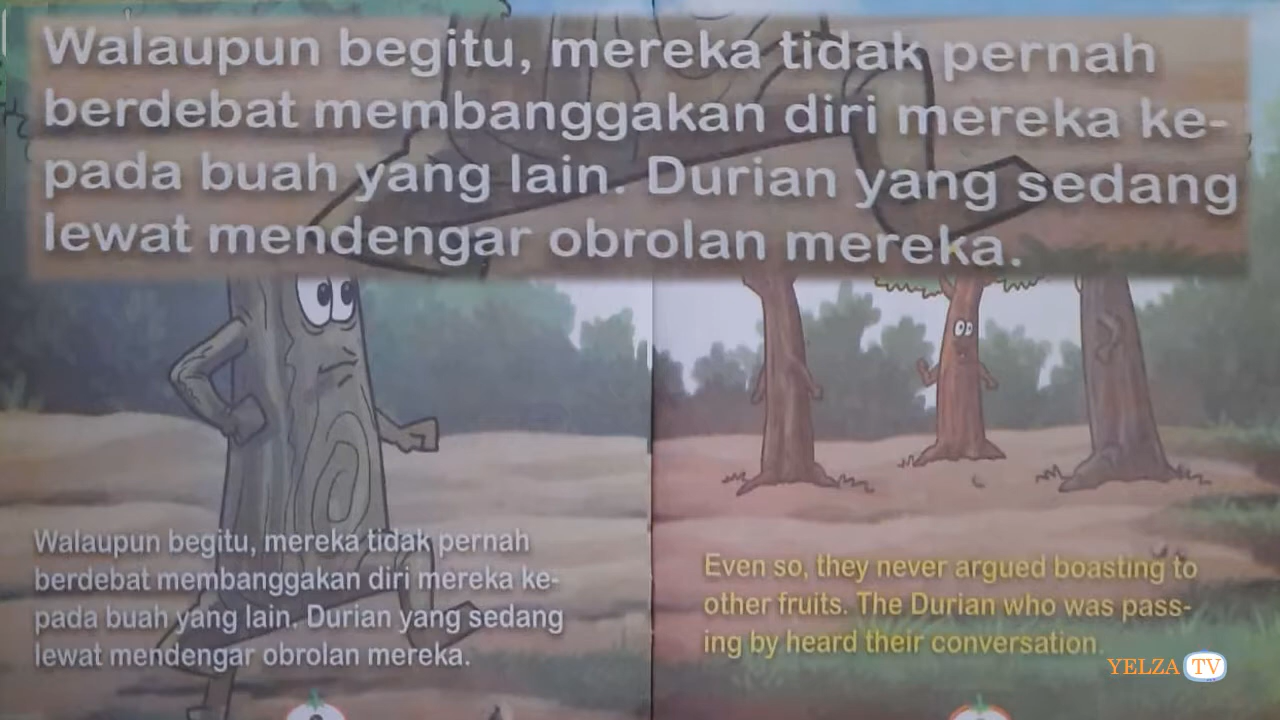 Walaupun begitu, mereka tidak pernah
berdebat membanggakan diri mereka ke-
pada buah yang lain. Durian yang sedang
lewat mendengar obrolan mereka.
Walaupun begitu, mereka tidak pernah
berdebat membanggakan diri mereka ke-
pada buah yang lain. Durian yang sedang
lewat mendengar obrolan mereka.
Even so, they never argued boasting to
other fruits. The Durian who was pass-
ing by heard their conversation.
YELZA TV